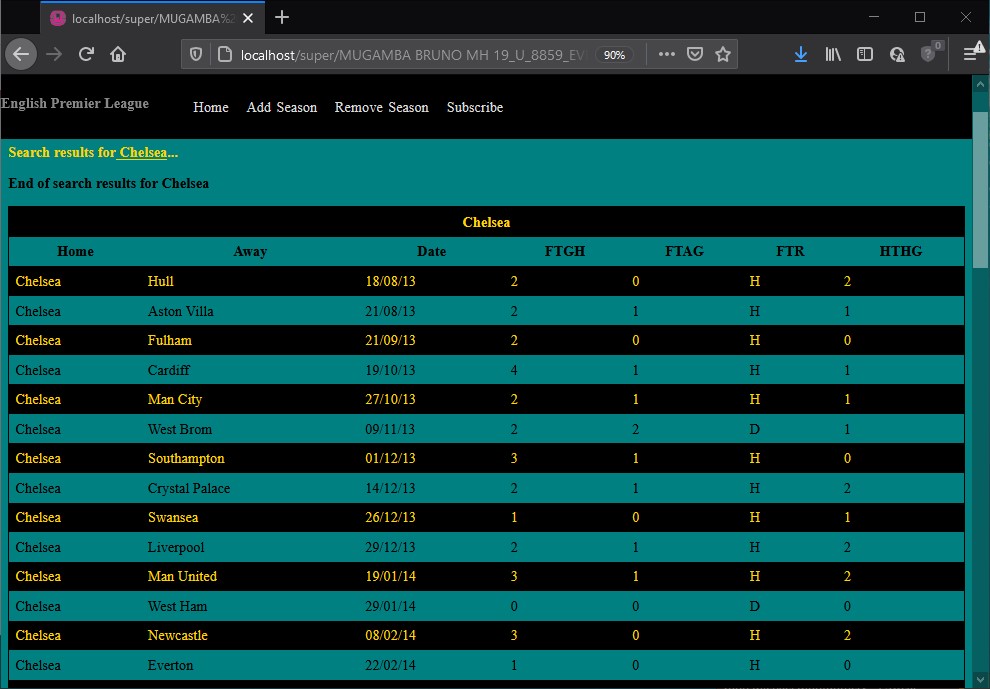 localhost/super/MUGAMBA%2
localhost/super/MUGAMBA BRUNO MH 19_U_8859_EV
90%
0
English Premier League Home Add Season Remove Season Subscribe
Search results for Chelsea...
End of search results for Chelsea
Chelsea
Home Away Date FTGH FTAG FTR HTHG
Chelsea Hull 18/08/13 2 0 H 2
Chelsea Aston Villa 21/08/13 2 1 H 1
Chelsea Fulham 21/09/13 2 0 H 0
Chelsea Cardiff 19/10/13 4 1 H 1
Chelsea Man City 27/10/13 2 1 H 1
Chelsea West Brom 09/11/13 2 2 D 1
Chelsea Southampton 01/12/13 3 1 H 0
Chelsea Crystal Palace 14/12/13 2 1 H 2
Chelsea Swansea 26/12/13 1 0 H 1
Chelsea Liverpool 29/12/13 2 1 H 2
Chelsea Man United 19/01/14 3 1 H 2
Chelsea West Ham 29/01/14 0 0 D 0
Chelsea Newcastle 08/02/14 3 0 H 2
Chelsea Everton 22/02/14 1 0 H 0